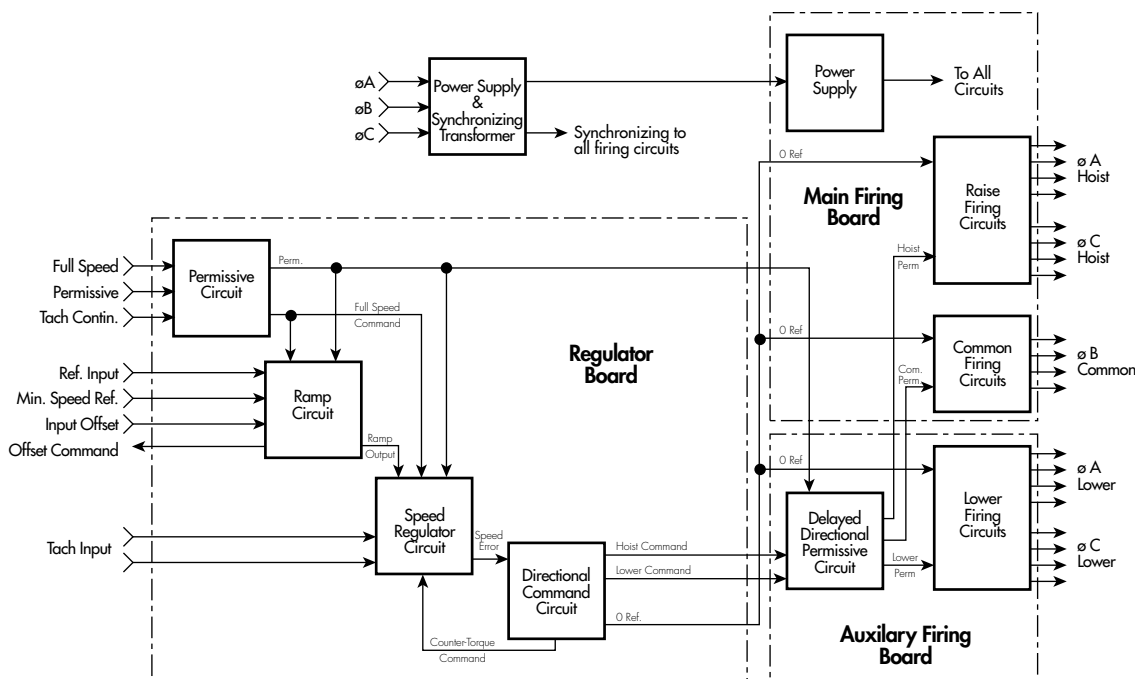 øA
øB
øC
Power Supply
&
Synchronizing
Transformer
Synchronizing to
all firing circuits
Power
Supply
To All
Circuits
O Ref
Main Firing
Board
Raise
Firing
Circuits
ø A
Hoist
ø C
Hoist
Hoist
Perm
Full Speed
Permissive
Tach Contin.
Permissive
Circuit
Perm.
Full Speed
Command
Regulator
Board
O Ref
Common
Firing
Circuits
ø B
Common
Com.
Perm.
Ref. Input
Min. Speed Ref.
Input Offset
Offset Command
Ramp
Circuit
Ramp
Output
O Ref
Lower
Firing
Circuits
ø A
Lower
ø C
Lower
Tach Input
Speed
Regulator
Circuit
Speed
Error
Directional
Command
Circuit
Hoist Command
Lower Command
O Ref.
Counter-Torque
Command
Delayed
Directional
Permissive
Circuit
Lower
Perm
Auxilary Firing
Board